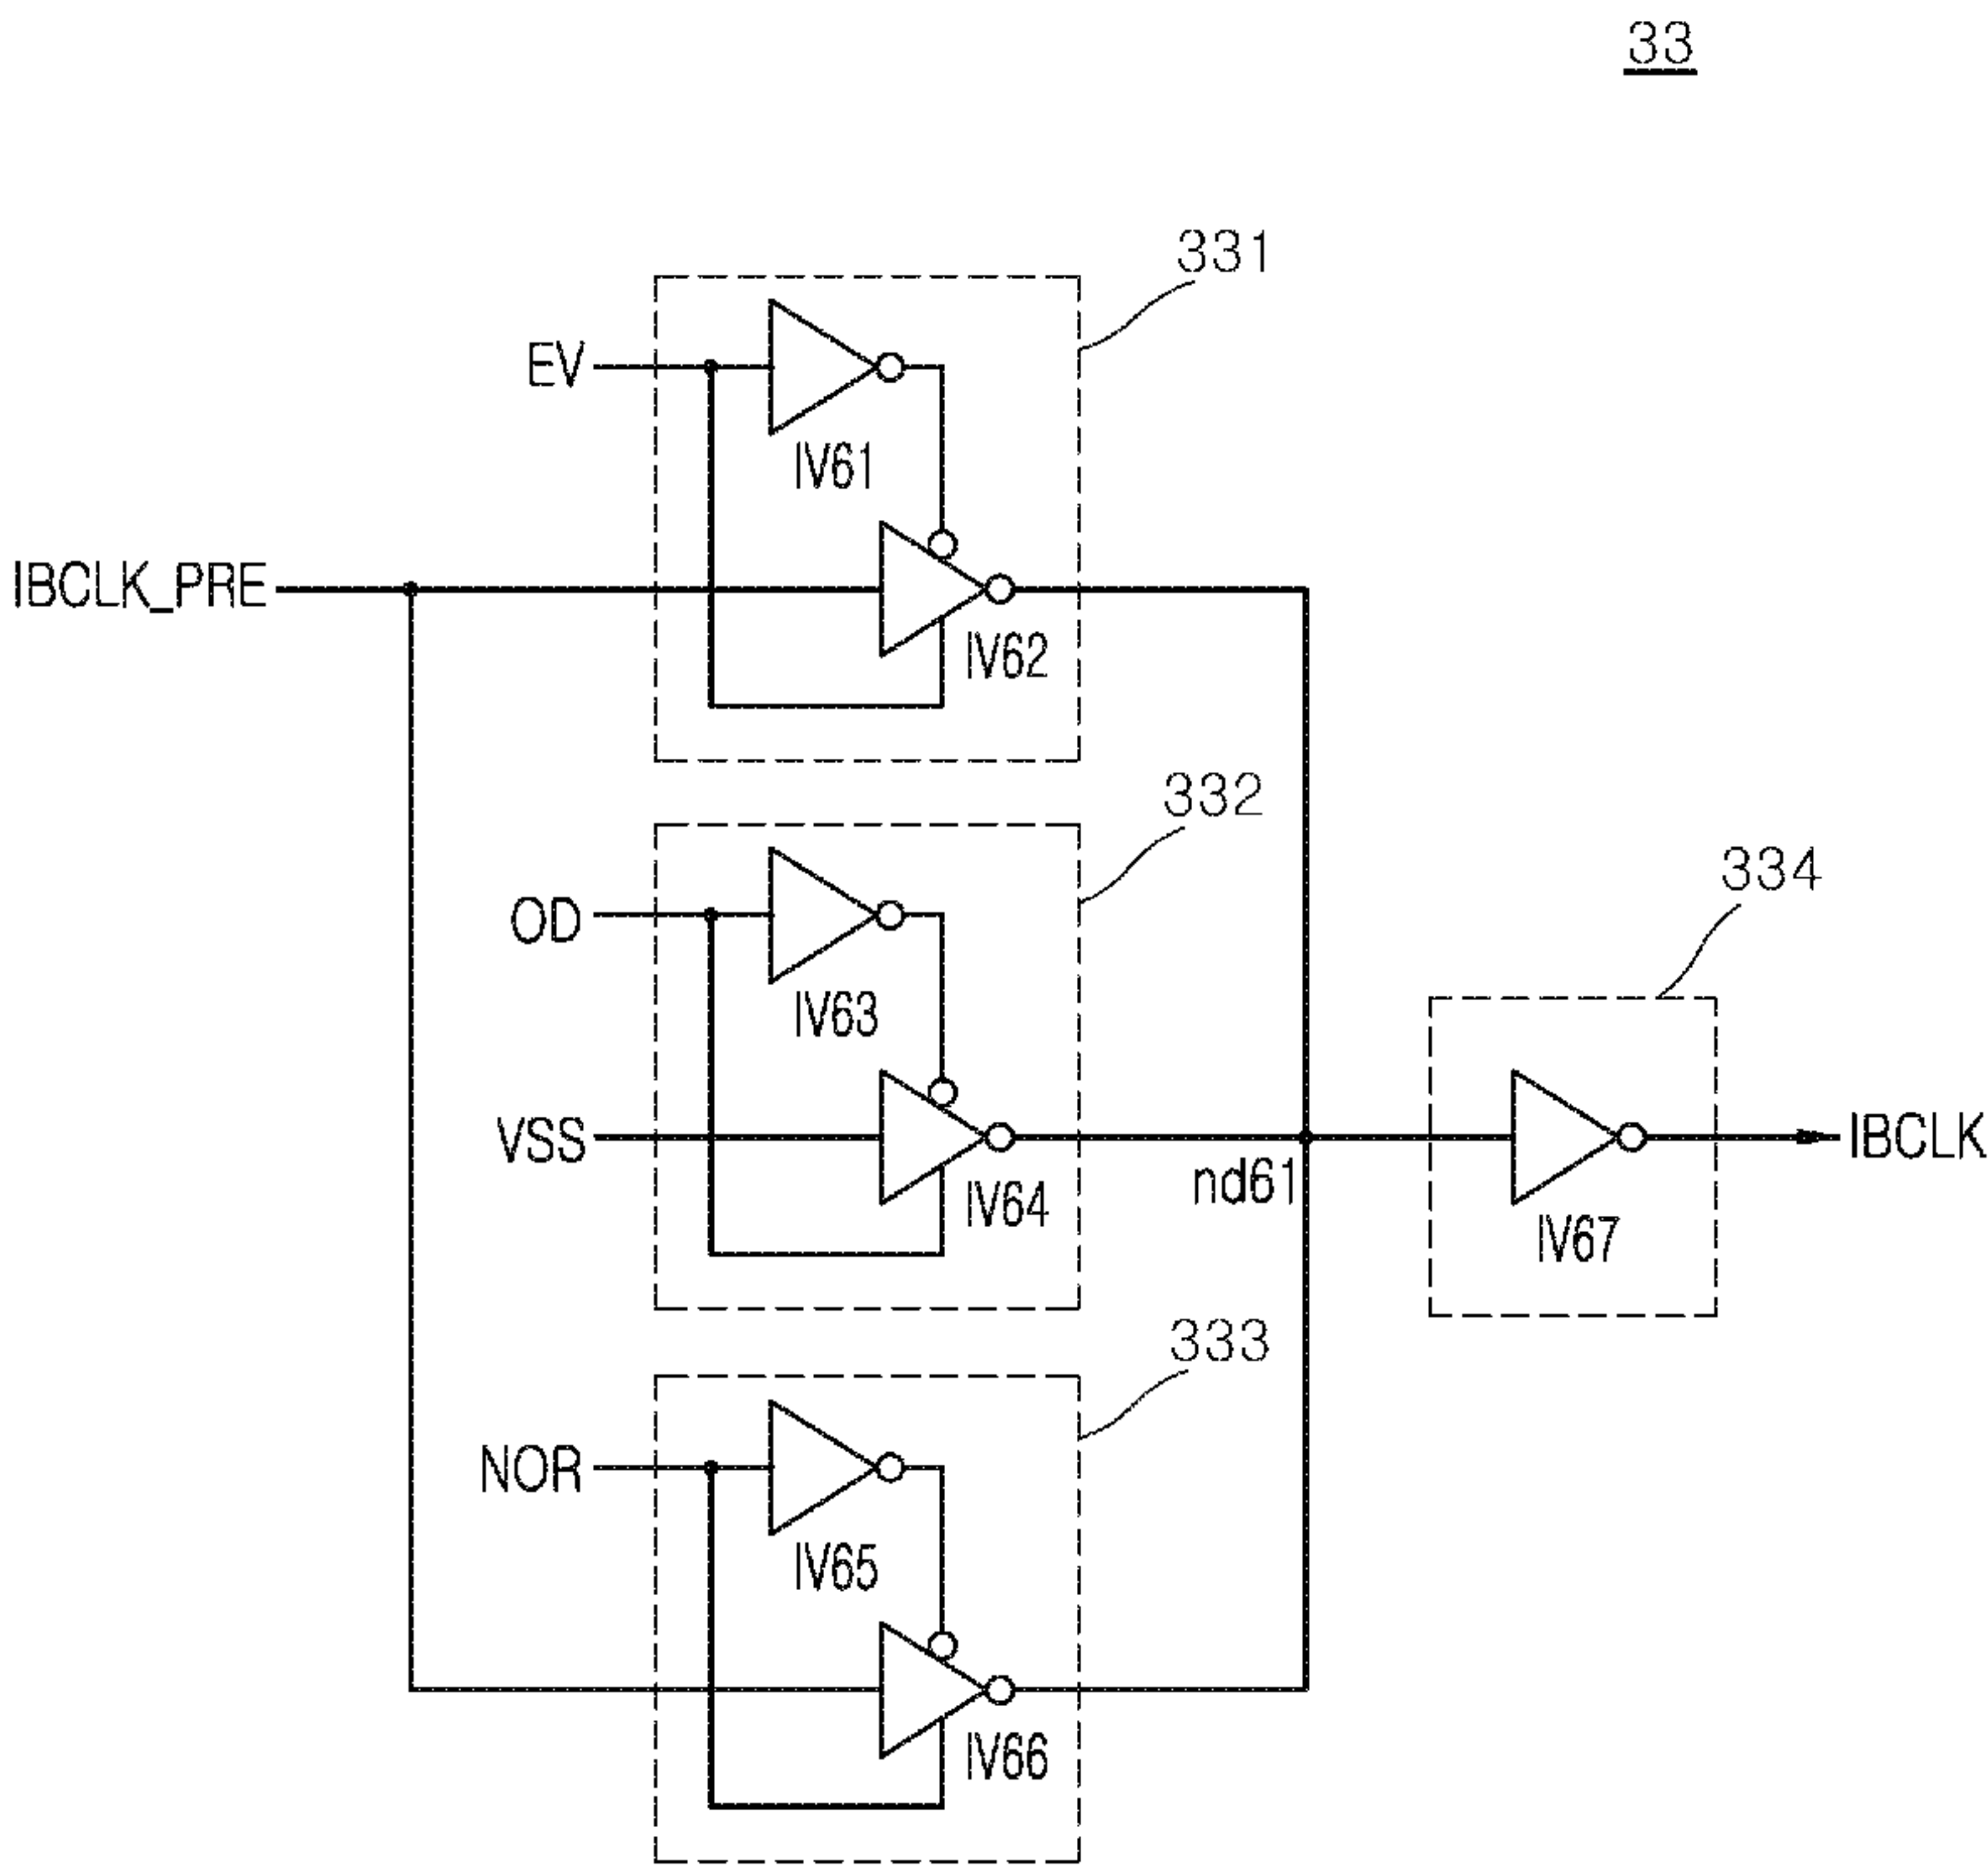 33
331
EV
IV61
IBCLK_PRE
IV62
332
OD
334
IV63
VSS
IBCLK
nd61
IV64
IV67
333
NOR
IV65
IV66